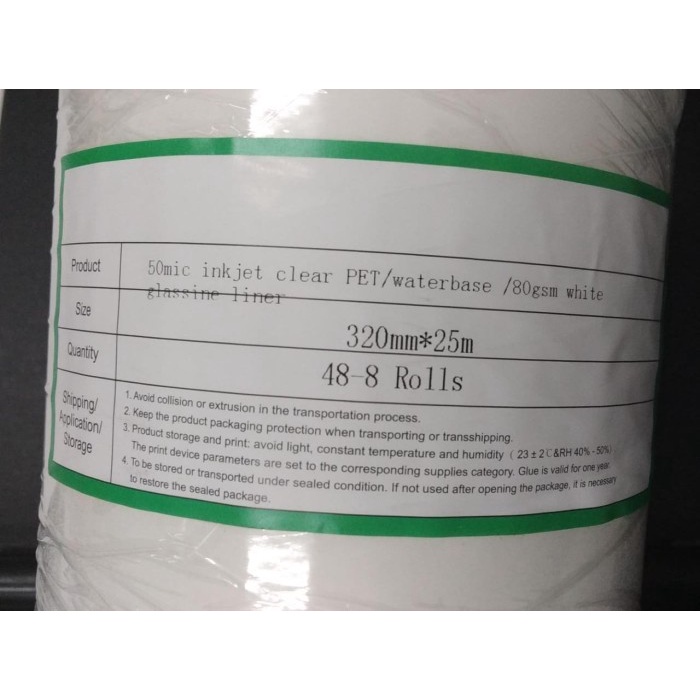 Product
50mic inkjet clear PET/waterbase /80gsm white
glassine liner
Size
320mm*25m
Quantity
48-8 Rolls
Shipping/
Application/
Storage
1. Avoid collision or extrusion in the transportation process.
2. Keep the product packaging protection when transporting or transshipping.
3. Product storage and print: avoid light, constant temperature and humidity ( 23 ± 2℃&RH 40% - 50%)
The print device parameters are set to the corresponding supplies category. Glue is valid for one year.
4. To be stored or transported under sealed condition. If not used after opening the package, it is necessary
to restore the sealed package.